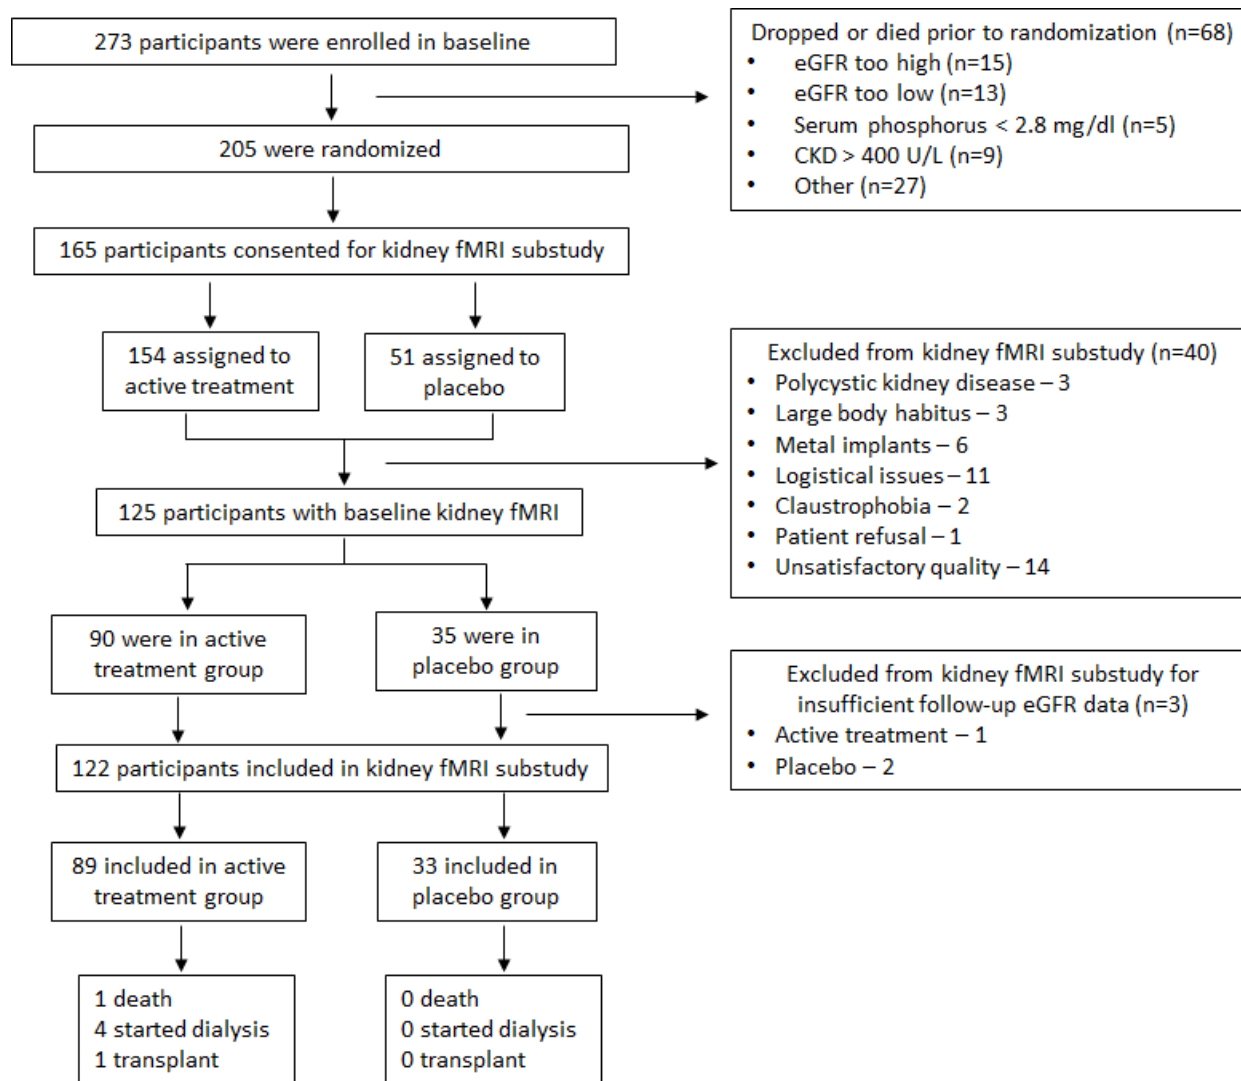 273 participants were enrolled in baseline
Dropped or died prior to randomization (n=68)
• eGFR too high (n=15)
• eGFR too low (n=13)
• Serum phosphorus < 2.8 mg/dl (n=5)
• CKD > 400 U/L (n=9)
• Other (n=27)
205 were randomized
165 participants consented for kidney fMRI substudy
154 assigned to
active treatment
51 assigned to
placebo
Excluded from kidney fMRI substudy (n=40)
• Polycystic kidney disease – 3
• Large body habitus – 3
• Metal implants – 6
• Logistical issues – 11
• Claustrophobia – 2
• Patient refusal – 1
• Unsatisfactory quality – 14
125 participants with baseline kidney fMRI
90 were in active
treatment group
35 were in
placebo group
Excluded from kidney fMRI substudy for
insufficient follow-up eGFR data (n=3)
• Active treatment – 1
• Placebo – 2
122 participants included in kidney fMRI substudy
89 included in active
treatment group
33 included in
placebo group
1 death
4 started dialysis
1 transplant
0 death
0 started dialysis
0 transplant